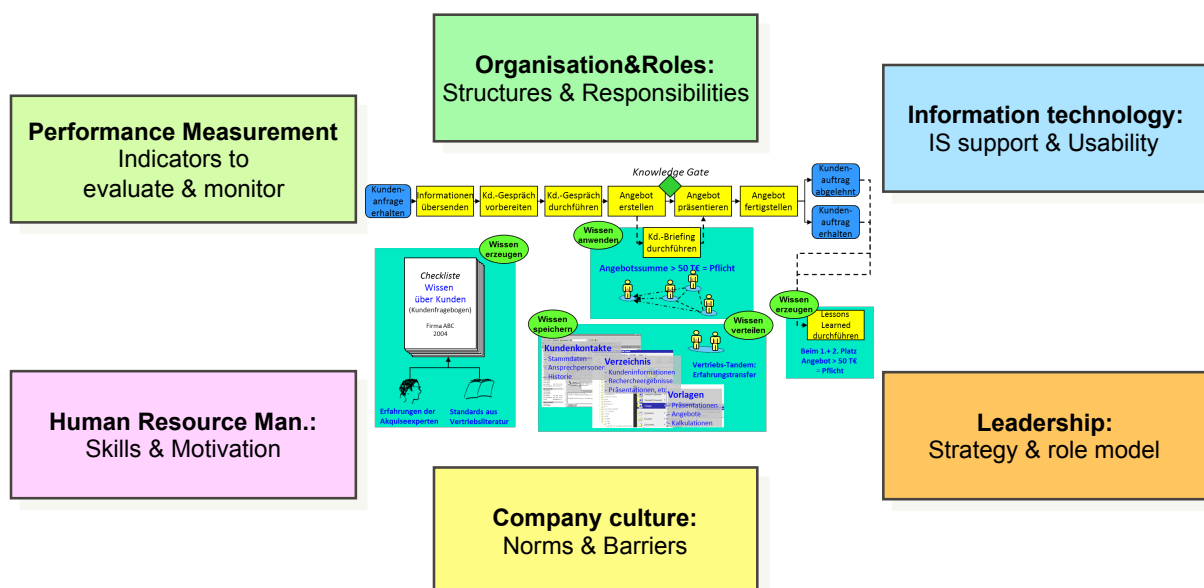 Organisation&Roles:
Structures & Responsibilities
Performance Measurement
Indicators to
evaluate & monitor
Information technology:
IS support & Usability
Knowledge Gate
Kunden-
anfrage
erhalten
Informationen
übersenden
Kd.-Gespräch
vorbereiten
Kd.-Gespräch
durchführen
Angebot
erstellen
Angebot
präsentieren
Angebot
fertigstellen
Kunden-
auftrag
abgelehnt
Kunden-
auftrag
erhalten
Wissen
erzeugen
Checkliste
Wissen
über Kunden
(Kundenfragebogen)
Firma ABC
2004
Erfahrungen der
Akquiseexperten
Standards aus
Vertriebsliteratur
Wissen
anwenden
Kd.-Briefing
durchführen
Angebotssumme > 50 T€ = Pflicht
Wissen
speichern
Kundenkontakte
- Stammdaten
- Ansprechpersonen
- Historie
Verzeichnis
- Kundeninformationen
- Rechercheergebnisse
- Präsentationen, etc.
Vorlagen
- Präsentationen
- Angebote
- Kalkulationen
Wissen
verteilen
Vertriebs-Tandem:
Erfahrungstransfer
Wissen
erzeugen
Lessons
Learned
durchführen
Beim 1.+ 2. Platz
Angebot > 50 T€
= Pflicht
Human Resource Man.:
Skills & Motivation
Leadership:
Strategy & role model
Company culture:
Norms & Barriers